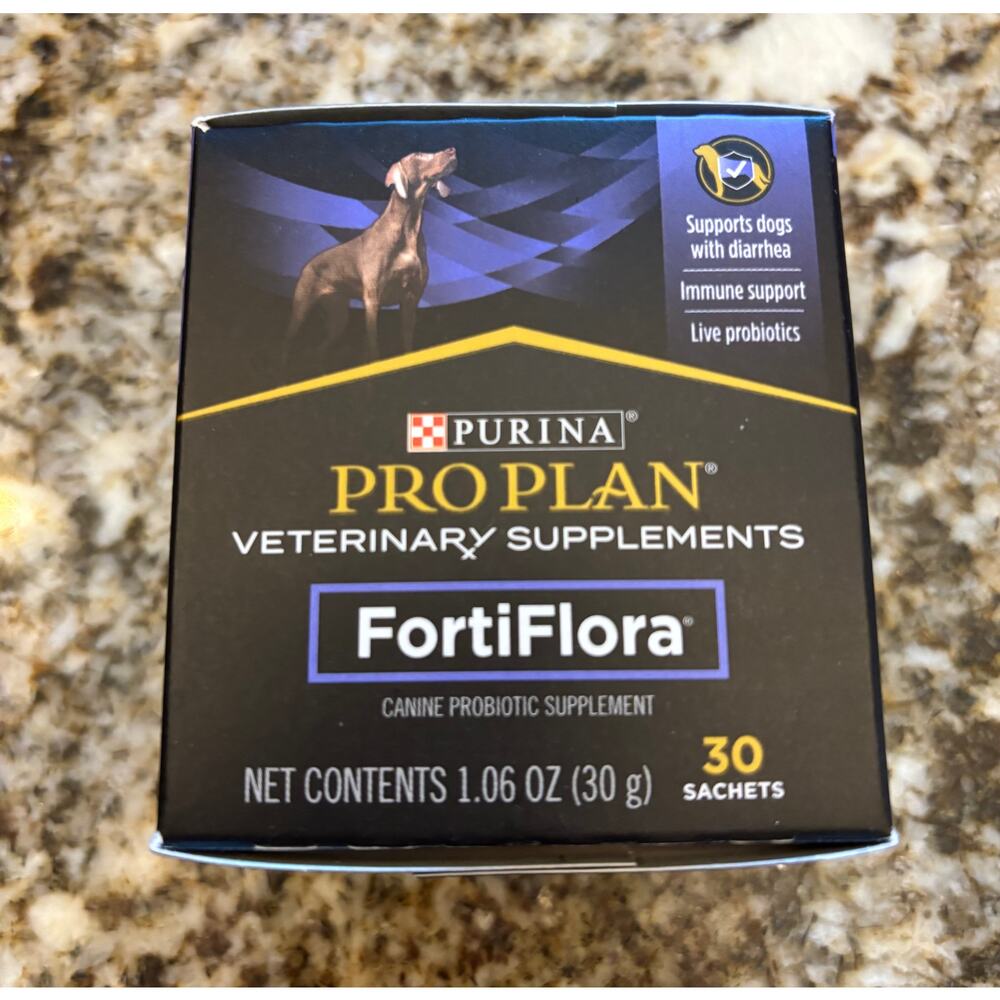 Supports dogs
with diarrhea
Immune support
Live probiotics
PURINA®
PRO PLAN®
VETERINARY SUPPLEMENTS
FortiFlora®
CANINE PROBIOTIC SUPPLEMENT
NET CONTENTS 1.06 OZ (30 g)
30
SACHETS